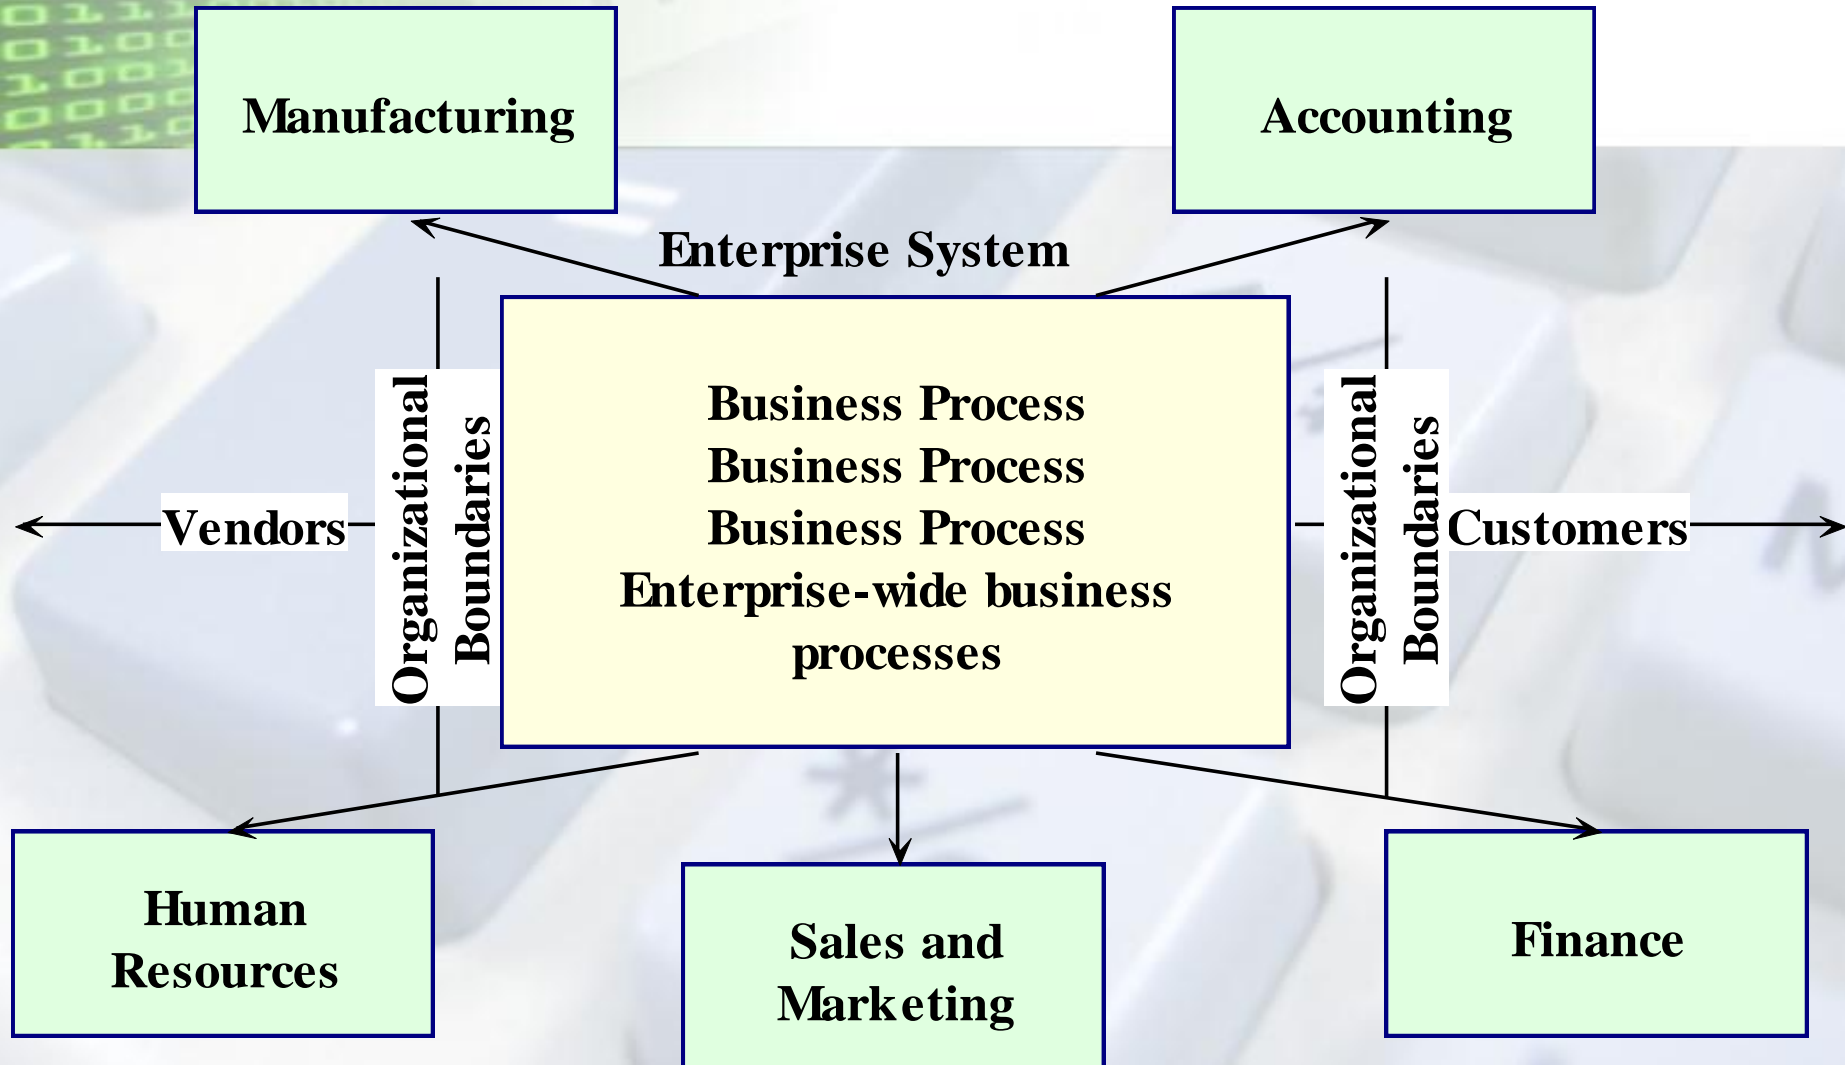 Manufacturing
Accounting
Enterprise System
Business Process
Business Process
Business Process
Enterprise-wide business
processes
Organizational
Boundaries
Vendors
Organizational
Boundaries
Customers
Human
Resources
Sales and
Marketing
Finance